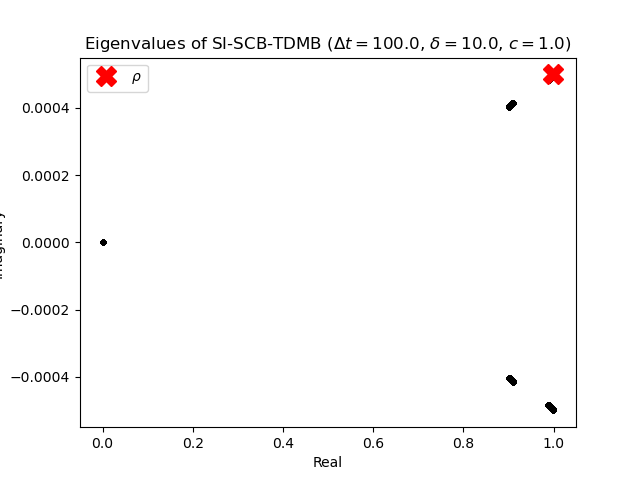 Eigenvalues of SI-SCB-TDMB (Δt = 100.0, δ = 10.0, c = 1.0)
ρ
0.0004
0.0002
0.0000
−0.0002
−0.0004
0.0 0.2 0.4 0.6 0.8 1.0
Real